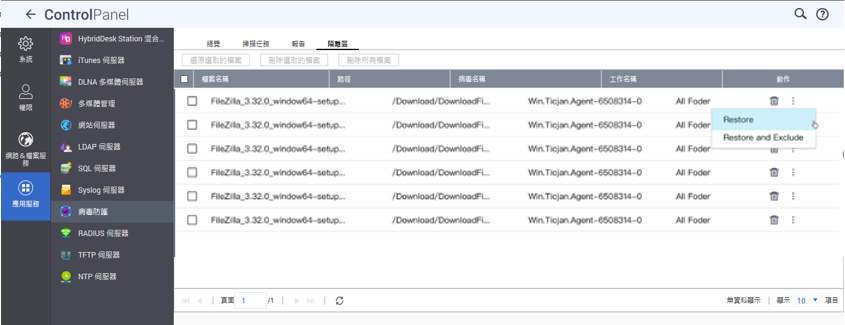 ControlPanel
系統
權限
網路&檔案服務
應用服務
HybridDesk Station 混合...
iTunes 伺服器
DLNA 多媒體伺服器
多媒體管理
網站伺服器
LDAP 伺服器
SQL 伺服器
Syslog 伺服器
病毒防護
RADIUS 伺服器
TFTP 伺服器
NTP 伺服器
總覽 掃描任務 報告 隔離區
還原選取的檔案 刪除選取的檔案 刪除所有檔案
檔案名稱 路徑 病毒名稱 工作名稱 動作
FileZilla_3.32.0_window64-setup... /Download/DownloadFi... Win.Ticjan.Agent-6508314-0 All Foder
FileZilla_3.32.0_window64-setup... /Download/DownloadFi... Win.Ticjan.Agent-6508314-0 All Foder
FileZilla_3.32.0_window64-setup... /Download/DownloadFi... Win.Ticjan.Agent-6508314-0 All Foder
FileZilla_3.32.0_window64-setup... /Download/DownloadFi... Win.Ticjan.Agent-6508314-0 All Foder
FileZilla_3.32.0_window64-setup... /Download/DownloadFi... Win.Ticjan.Agent-6508314-0 All Foder
FileZilla_3.32.0_window64-setup... /Download/DownloadFi... Win.Ticjan.Agent-6508314-0 All Foder
Restore
Restore and Exclude
頁面 1 /1 無資料顯示 顯示 10 項目